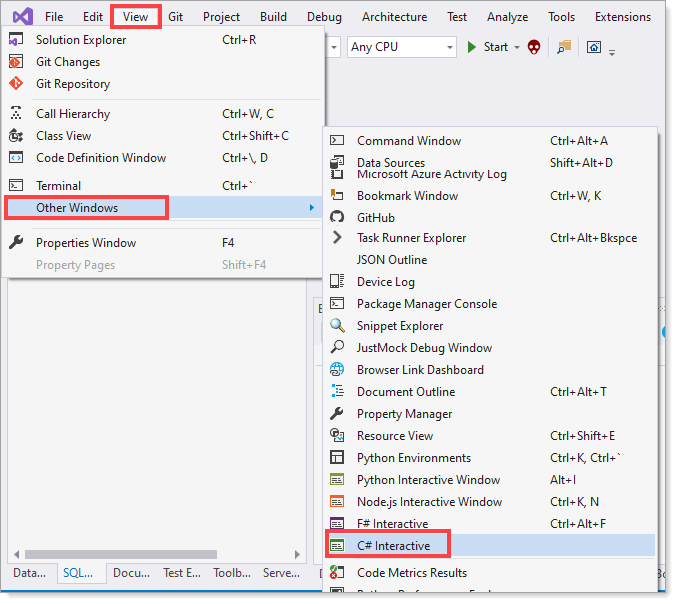 File Edit View Git Project Build Debug Architecture Test Analyze Tools Extensions
Any CPU Start
Solution Explorer Ctrl+R
Git Changes
Git Repository
Call Hierarchy Ctrl+W, C
Class View Ctrl+Shift+C
Code Definition Window Ctrl+\, D
Terminal Ctrl+`
Other Windows
Properties Window F4
Property Pages Shift+F4
Command Window Ctrl+Alt+A
Data Sources Shift+Alt+D
Microsoft Azure Activity Log
Bookmark Window Ctrl+W, K
GitHub
Task Runner Explorer Ctrl+Alt+Bkspce
JSON Outline
Device Log
Package Manager Console
Snippet Explorer
JustMock Debug Window
Browser Link Dashboard
Document Outline Ctrl+Alt+T
Property Manager
Resource View Ctrl+Shift+E
Python Environments Ctrl+K, Ctrl+`
Python Interactive Window Alt+I
Node.js Interactive Window Ctrl+K, N
F# Interactive Ctrl+Alt+F
C# Interactive
Code Metrics Results
Data... SQL... Docu... Test E... Toolb... Serve...